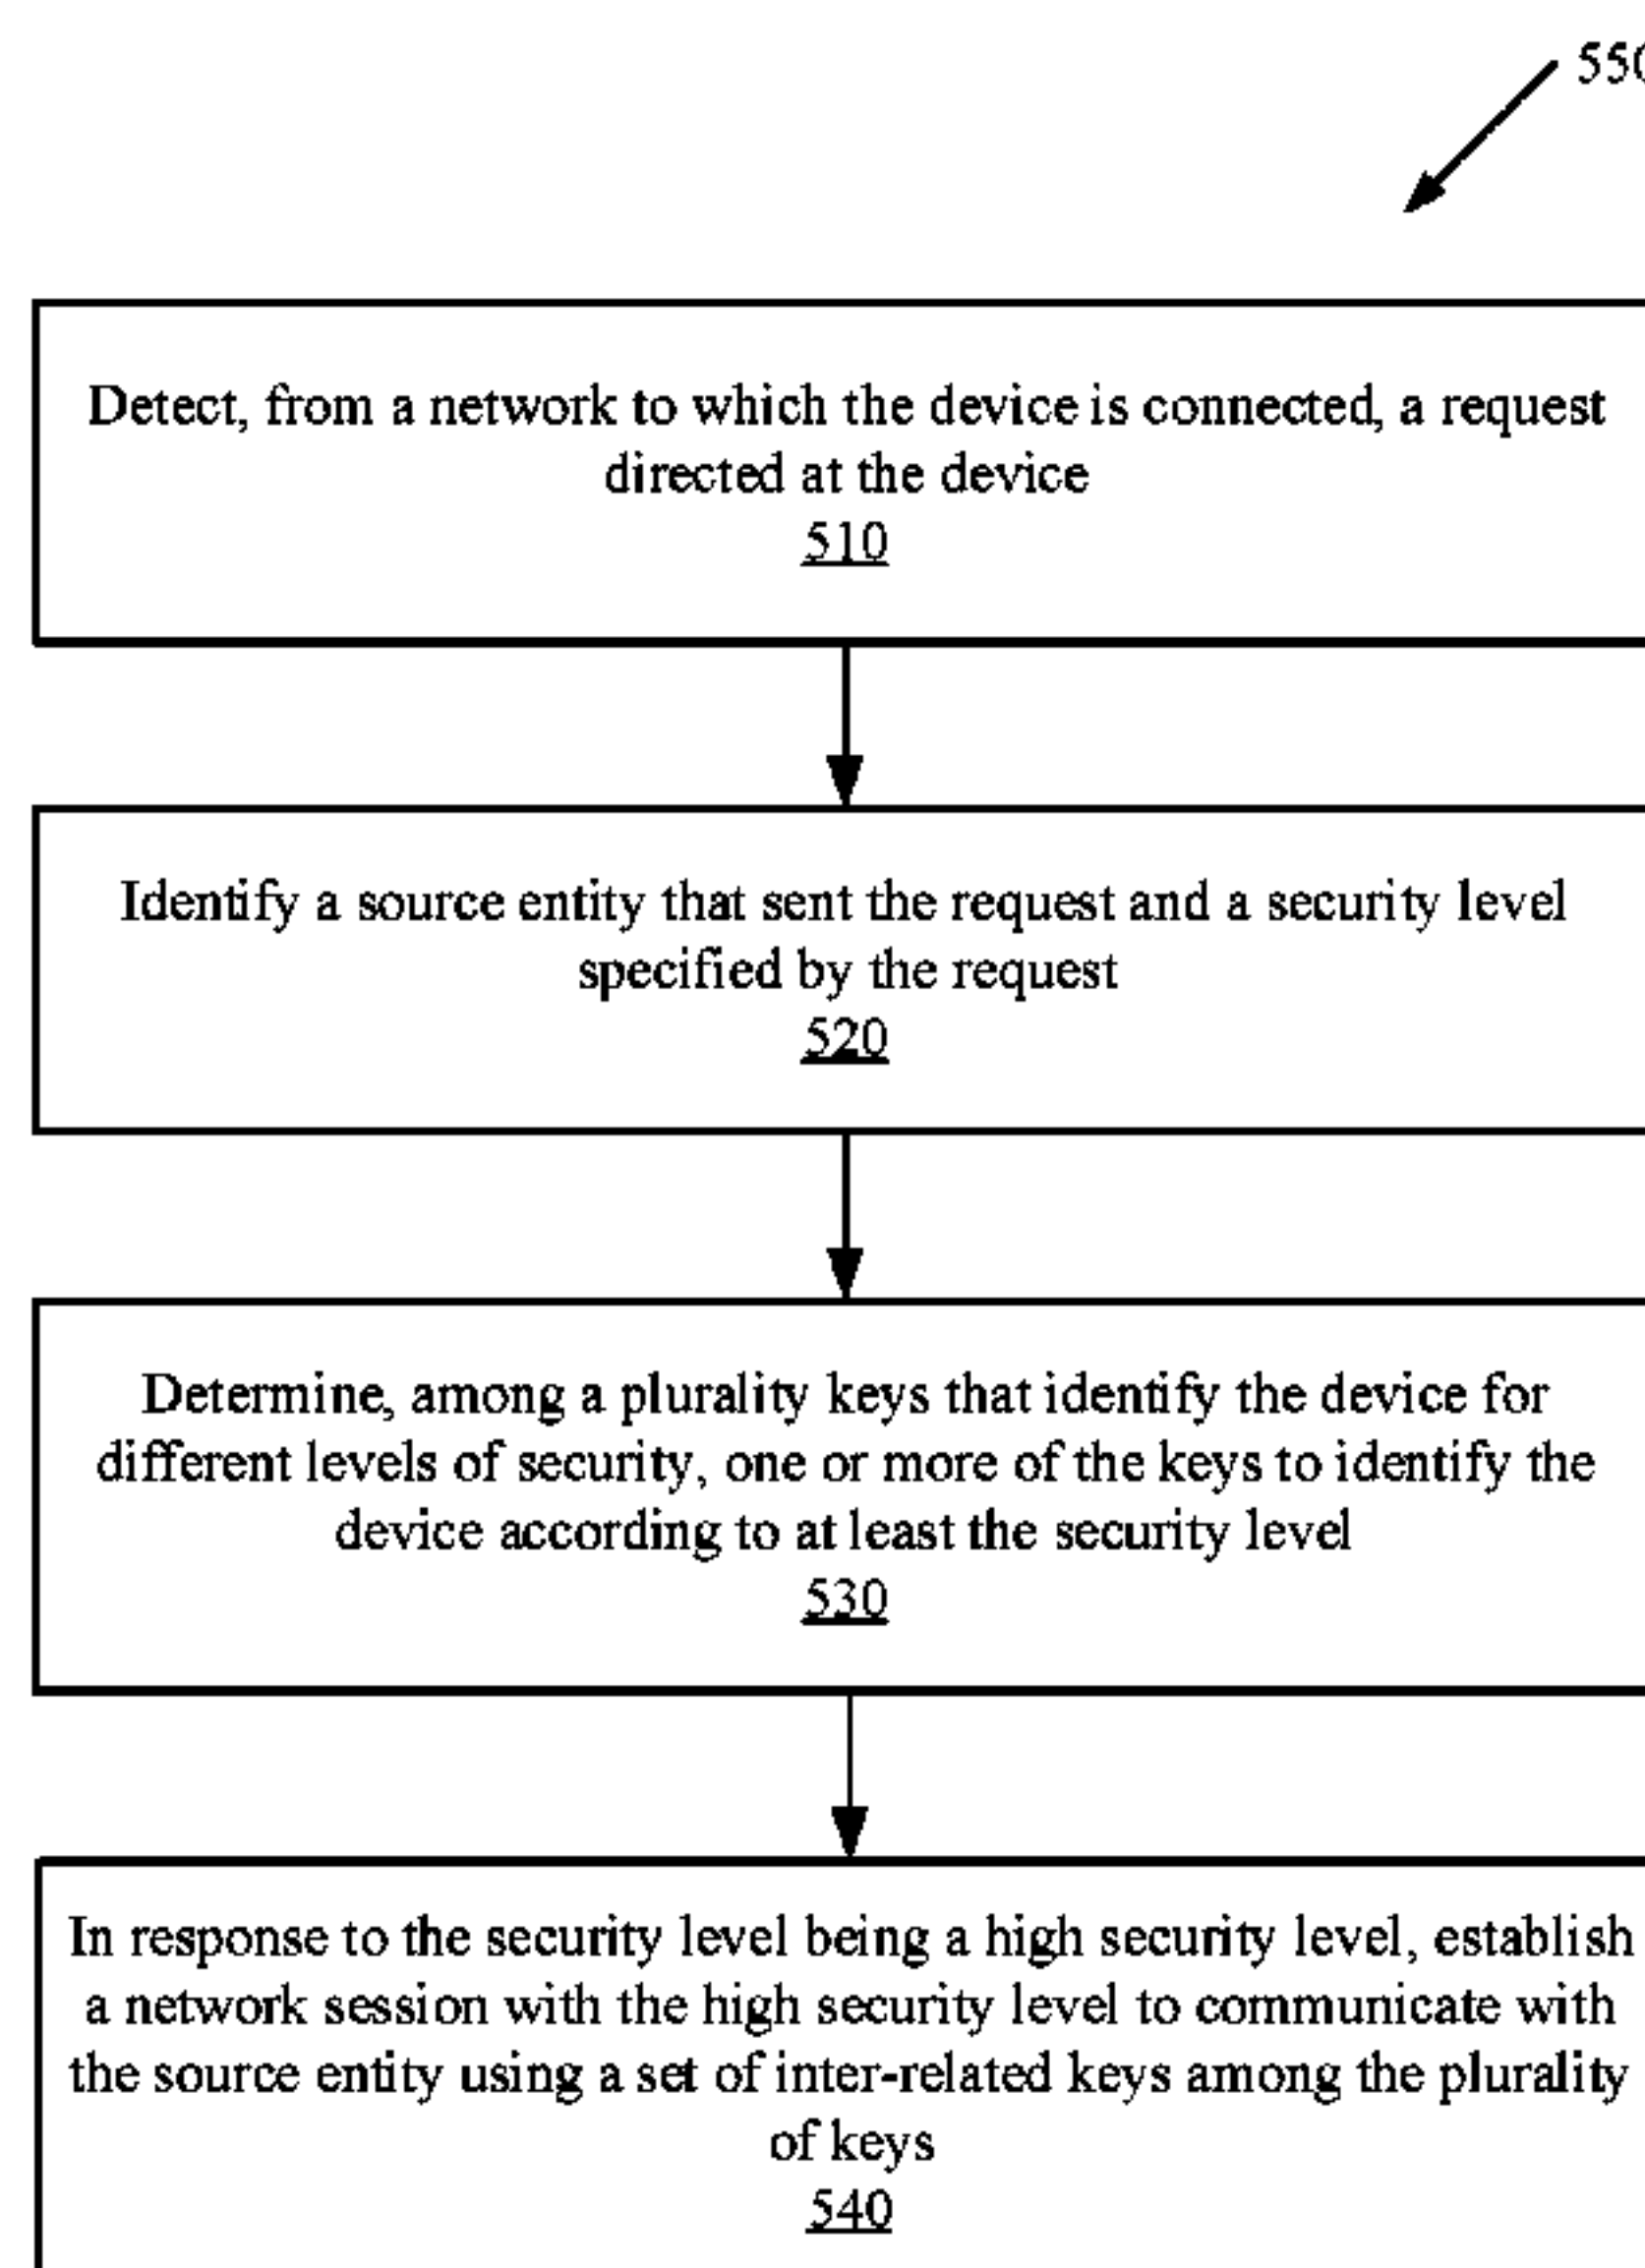 550
Detect, from a network to which the device is connected, a request
directed at the device
510
Identify a source entity that sent the request and a security level
specified by the request
520
Determine, among a plurality keys that identify the device for
different levels of security, one or more of the keys to identify the
device according to at least the security level
530
In response to the security level being a high security level, establish
a network session with the high security level to communicate with
the source entity using a set of inter-related keys among the plurality
of keys
540